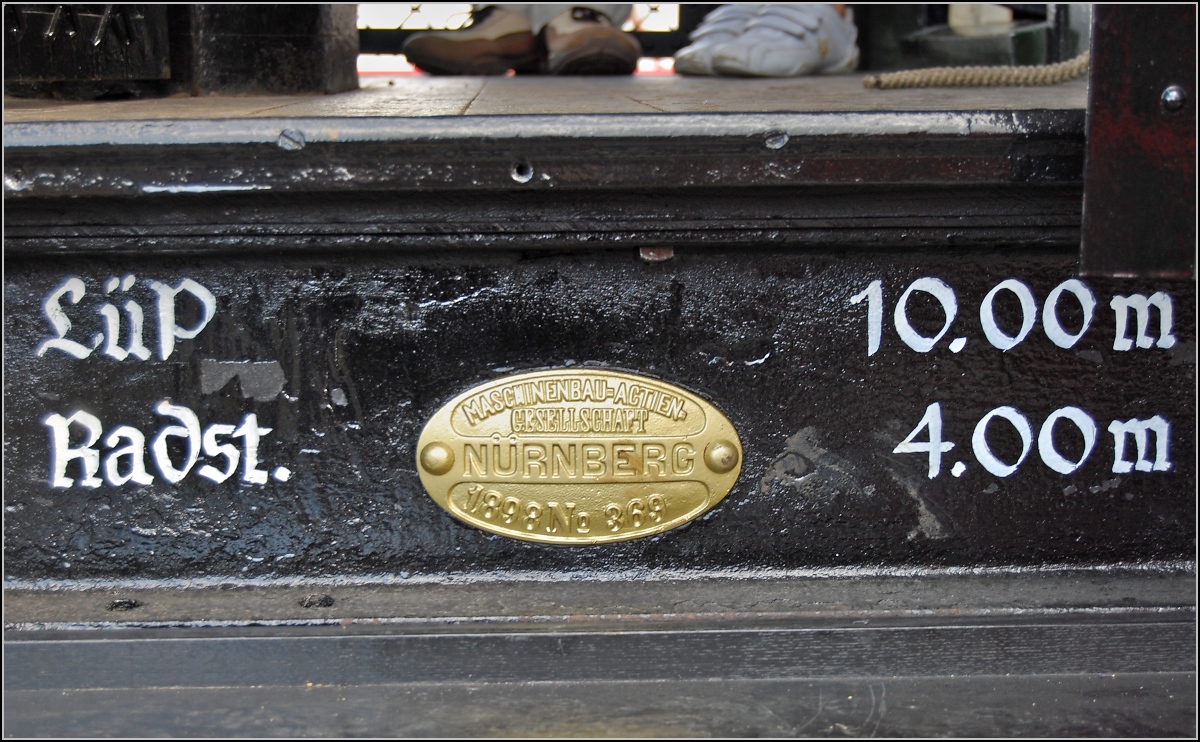 LüP 10.00 m
Radst. 4.00 m
MASCHINENBAU=ACTIEN-
GESELLSCHAFT
NÜRNBERG
1898 No 369